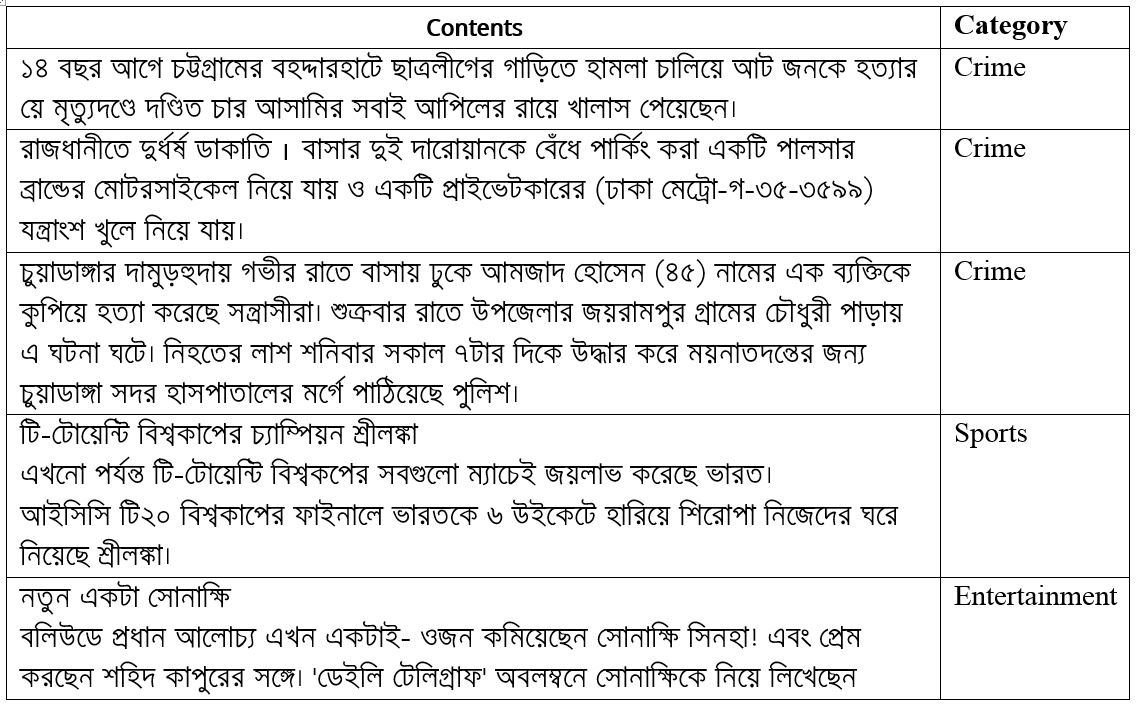 Contents Category
১৪ বছর আগে চট্টগ্রামের বহদ্দারহাটে ছাত্রলীগের গাড়িতে হামলা চালিয়ে আট জনকে হত্যার Crime
য়ে মৃত্যুদণ্ডে দণ্ডিত চার আসামির সবাই আপিলের রায়ে খালাস পেয়েছেন।
রাজধানীতে দুর্ধর্ষ ডাকাতি । বাসার দুই দারোয়ানকে বেঁধে পার্কিং করা একটি পালসার Crime
ব্রান্ডের মোটরসাইকেল নিয়ে যায় ও একটি প্রাইভেটকারের (ঢাকা মেট্রো-গ-৩৫-৩৫৯৯)
যন্ত্রাংশ খুলে নিয়ে যায়।
চুয়াডাঙ্গার দামুড়হুদায় গভীর রাতে বাসায় ঢুকে আমজাদ হোসেন (৪৫) নামের এক ব্যক্তিকে Crime
কুপিয়ে হত্যা করেছে সন্ত্রাসীরা। শুক্রবার রাতে উপজেলার জয়রামপুর গ্রামের চৌধুরী পাড়ায়
এ ঘটনা ঘটে। নিহতের লাশ শনিবার সকাল ৭টার দিকে উদ্ধার করে ময়নাতদন্তের জন্য
চুয়াডাঙ্গা সদর হাসপাতালের মর্গে পাঠিয়েছে পুলিশ।
টি-টোয়েন্টি বিশ্বকাপের চ্যাম্পিয়ন শ্রীলঙ্কা Sports
এখনো পর্যন্ত টি-টোয়েন্টি বিশ্বকপের সবগুলো ম্যাচেই জয়লাভ করেছে ভারত।
আইসিসি টি২০ বিশ্বকাপের ফাইনালে ভারতকে ৬ উইকেটে হারিয়ে শিরোপা নিজেদের ঘরে
নিয়েছে শ্রীলঙ্কা।
নতুন একটা সোনাক্ষি Entertainment
বলিউডে প্রধান আলোচ্য এখন একটাই- ওজন কমিয়েছেন সোনাক্ষি সিনহা! এবং প্রেম
করছেন শহিদ কাপুরের সঙ্গে। 'ডেইলি টেলিগ্রাফ' অবলম্বনে সোনাক্ষিকে নিয়ে লিখেছেন